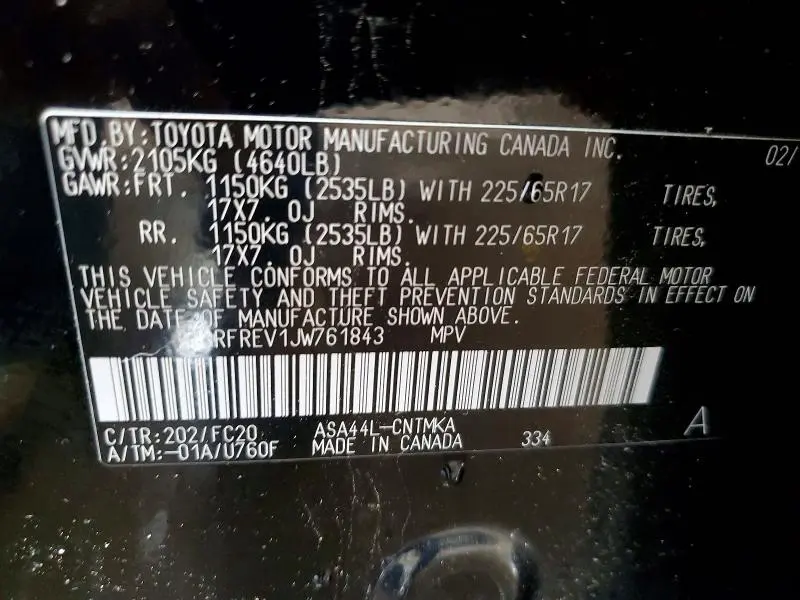 MFD. BY: TOYOTA MOTOR MANUFACTURING CANADA INC. 02/
GVWR: 2105KG (4640LB)
GAWR: FRT. 1150KG (2535LB) WITH 225/65R17 TIRES,
17X7. 0J RIMS.
RR. 1150KG (2535LB) WITH 225/65R17 TIRES,
17X7. 0J RIMS.
THIS VEHICLE CONFORMS TO ALL APPLICABLE FEDERAL MOTOR
VEHICLE SAFETY AND THEFT PREVENTION STANDARDS IN EFFECT ON
THE DATE OF MANUFACTURE SHOWN ABOVE.
RFREV1JW761843 MPV
C/TR: 202/FC20 ASA44L-CNTMKA A
A/TM: -01A/U760F MADE IN CANADA 334